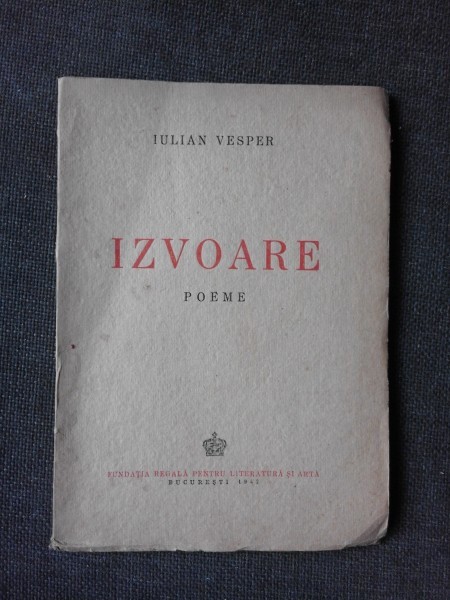 IULIAN VESPER
IZVOARE
POEME
FUNDAȚIA REGALĂ PENTRU LITERATURĂ ȘI ARTĂ
BUCUREȘTI